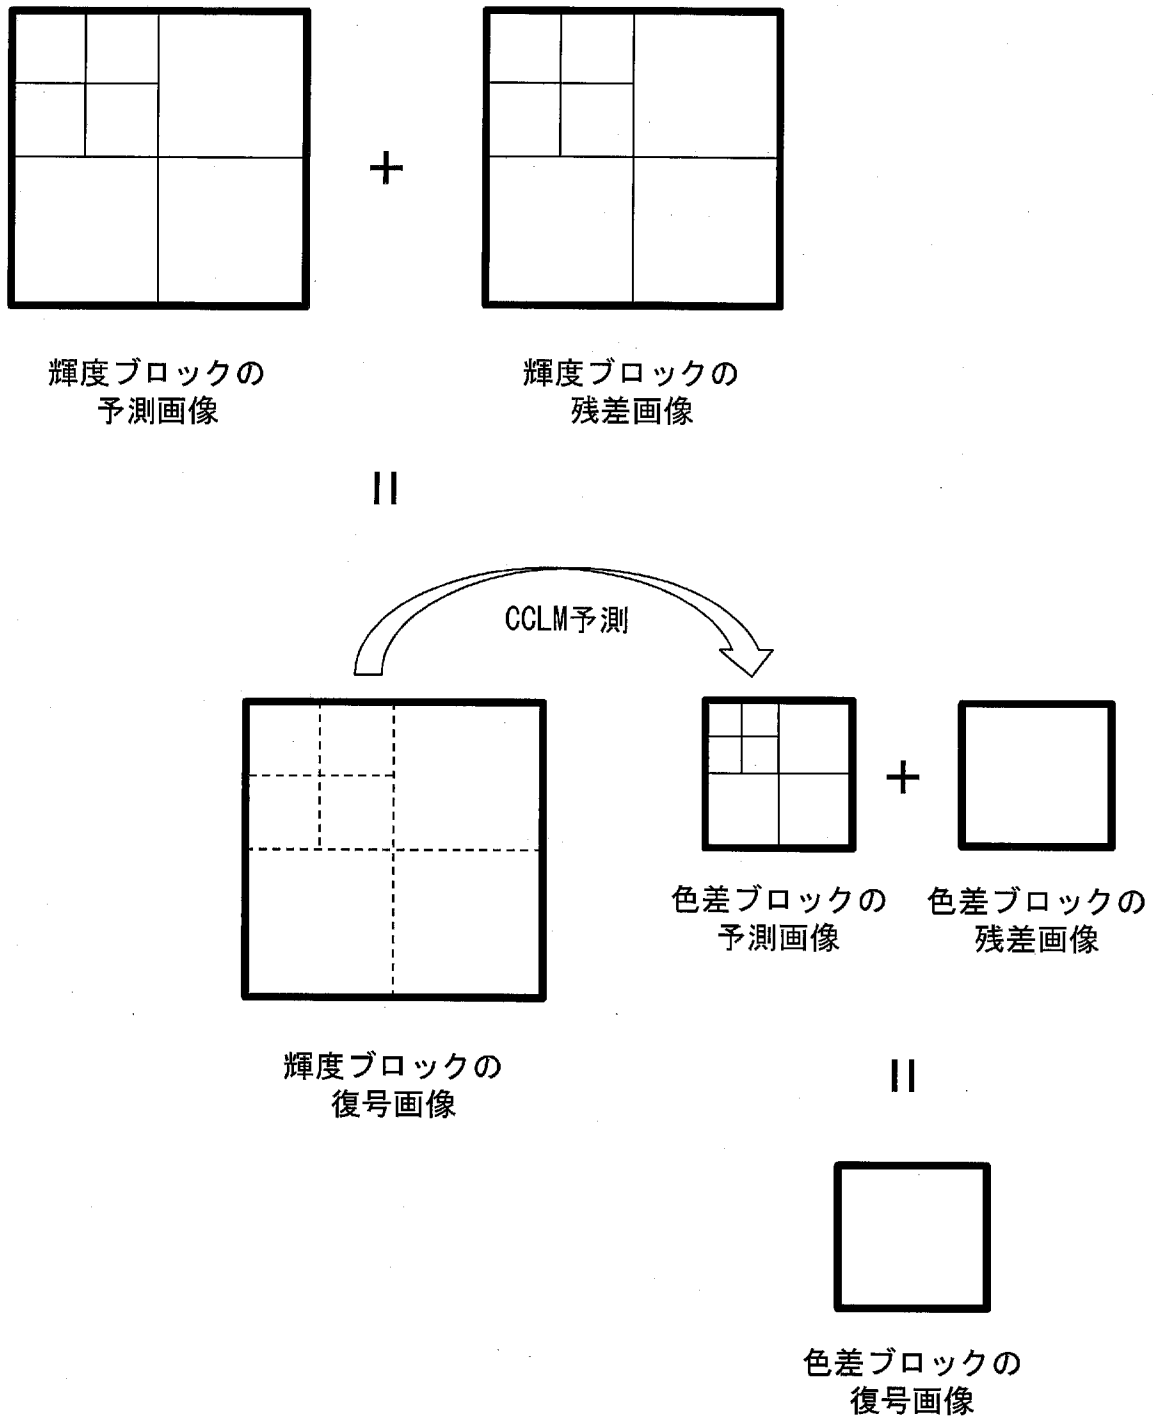 +
輝度ブロックの
予測画像
輝度ブロックの
残差画像
=
CCLM予測
+
色差ブロックの
予測画像
色差ブロックの
残差画像
輝度ブロックの
復号画像
=
色差ブロックの
復号画像